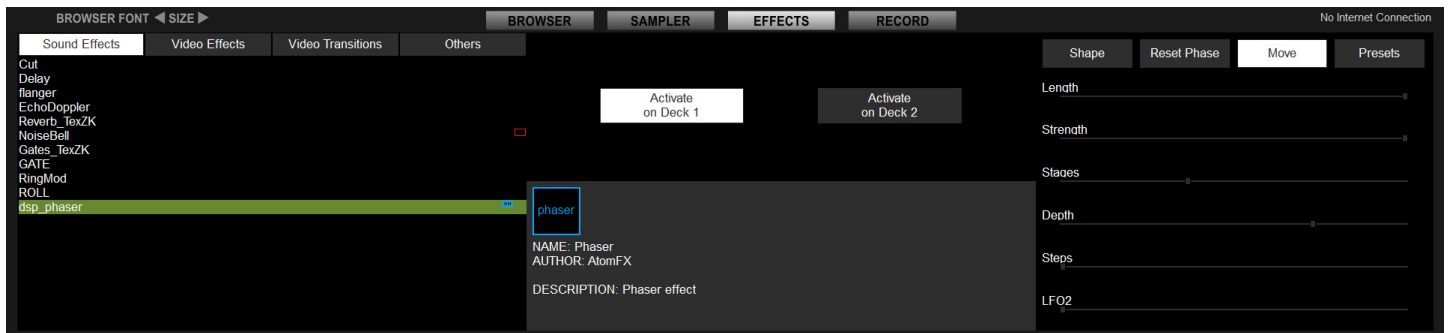 BROWSER FONT SIZE
BROWSER SAMPLER EFFECTS RECORD
No Internet Connection
Sound Effects Video Effects Video Transitions Others
Cut
Delay
flanger
EchoDoppler
Reverb_TexZK
NoiseBell
Gates_TexZK
GATE
RingMod
ROLL
dsp_phaser ON
Activate
on Deck 1
Activate
on Deck 2
phaser
NAME: Phaser
AUTHOR: AtomFX
DESCRIPTION: Phaser effect
Shape Reset Phase Move Presets
Length
Strength
Stages
Depth
Steps
LFO2